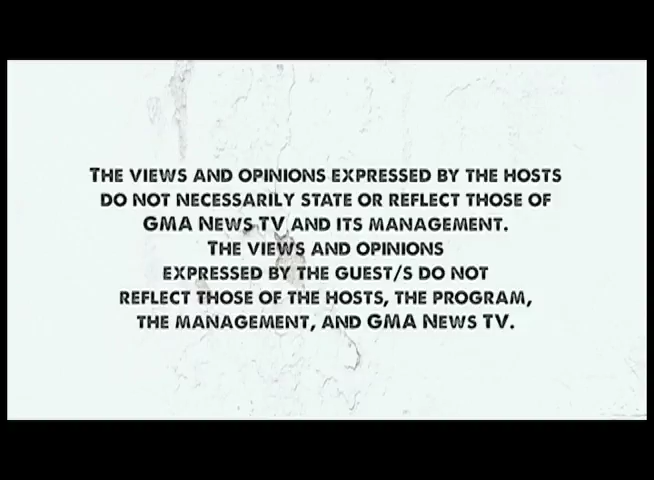 THE VIEWS AND OPINIONS EXPRESSED BY THE HOSTS
DO NOT NECESSARILY STATE OR REFLECT THOSE OF
GMA NEWS TV AND ITS MANAGEMENT.
THE VIEWS AND OPINIONS
EXPRESSED BY THE GUEST/S DO NOT
REFLECT THOSE OF THE HOSTS, THE PROGRAM,
THE MANAGEMENT, AND GMA NEWS TV.